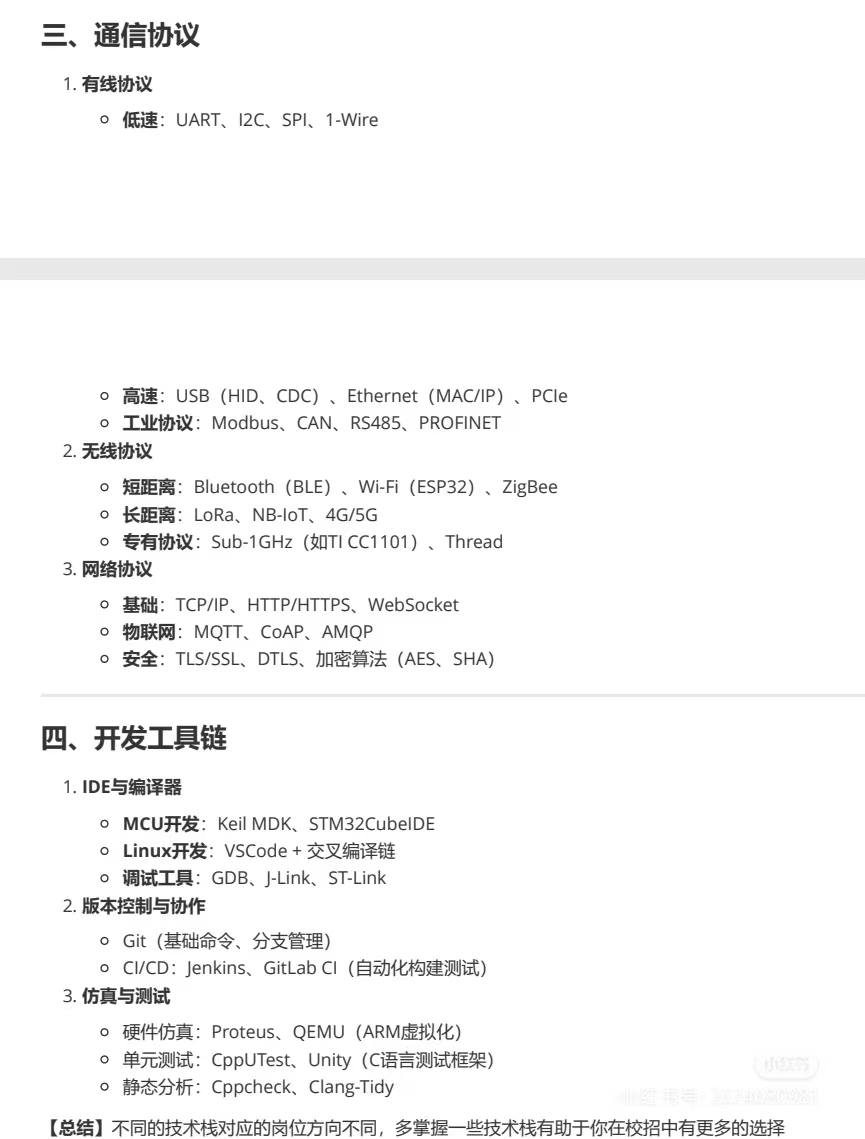 三、通信协议
1. 有线协议
低速：UART、I2C、SPI、1-Wire
高速：USB（HID、CDC）、Ethernet（MAC/IP）、PCIe
工业协议：Modbus、CAN、RS485、PROFINET
2. 无线协议
短距离：Bluetooth（BLE）、Wi-Fi（ESP32）、ZigBee
长距离：LoRa、NB-IoT、4G/5G
专有协议：Sub-1GHz（如TI CC1101）、Thread
3. 网络协议
基础：TCP/IP、HTTP/HTTPS、WebSocket
物联网：MQTT、CoAP、AMQP
安全：TLS/SSL、DTLS、加密算法（AES、SHA）
四、开发工具链
1. IDE与编译器
MCU开发：Keil MDK、STM32CubeIDE
Linux开发：VSCode + 交叉编译链
调试工具：GDB、J-Link、ST-Link
2. 版本控制与协作
Git（基础命令、分支管理）
CI/CD：Jenkins、GitLab CI（自动化构建测试）
3. 仿真与测试
硬件仿真：Proteus、QEMU（ARM虚拟化）
单元测试：CppUTest、Unity（C语言测试框架）
静态分析：Cppcheck、Clang-Tidy
小红书
【总结】不同的技术栈对应的岗位方向不同，多掌握一些技术栈有助于你在校招中有更多的选择